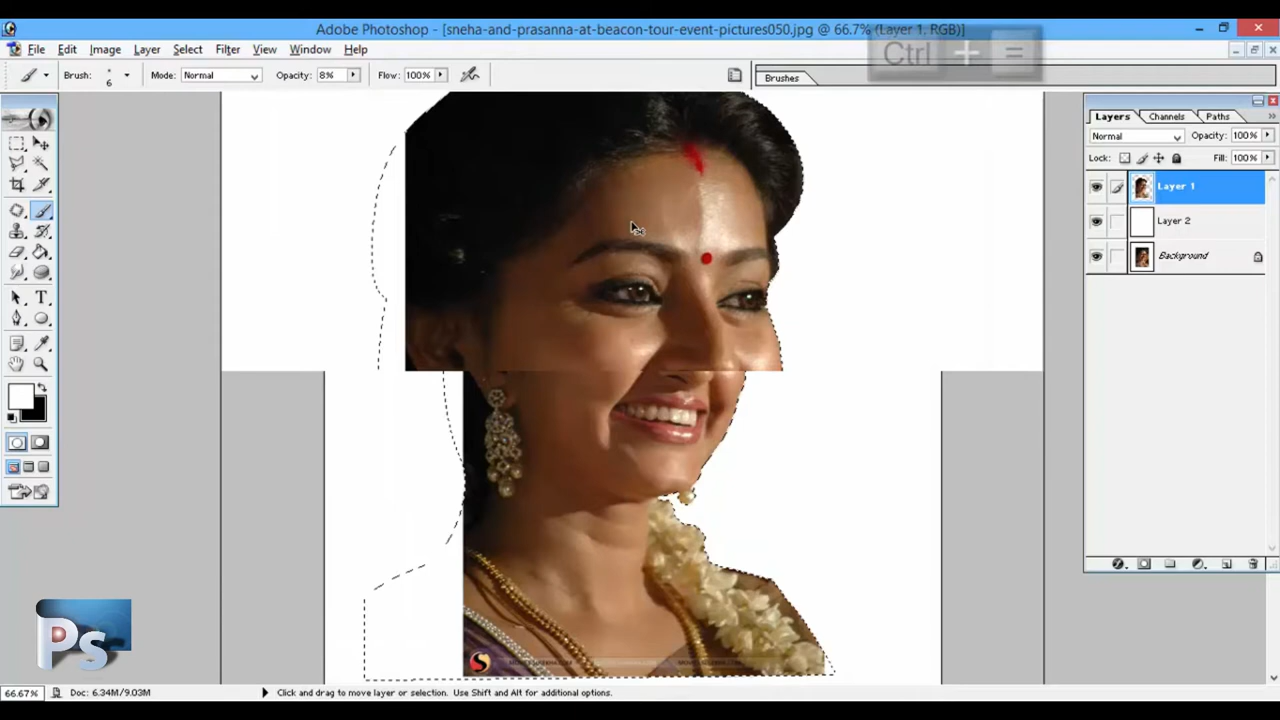 Adobe Photoshop - [sneha-and-prasanna-at-beacon-tour-event-pictures050.jpg @ 66.7% (Layer 1, RGB)]
Ctrl + =
File Edit Image Layer Select Filter View Window Help
Brush: 6 Mode: Normal Opacity: 8% Flow: 100% Brushes
Layers Channels Paths
Normal Opacity: 100%
Lock: Fill: 100%
Layer 1
Layer 2
Background
T
Ps
S
66.67% Doc: 6.34M/9.03M Click and drag to move layer or selection. Use Shift and Alt for additional options.